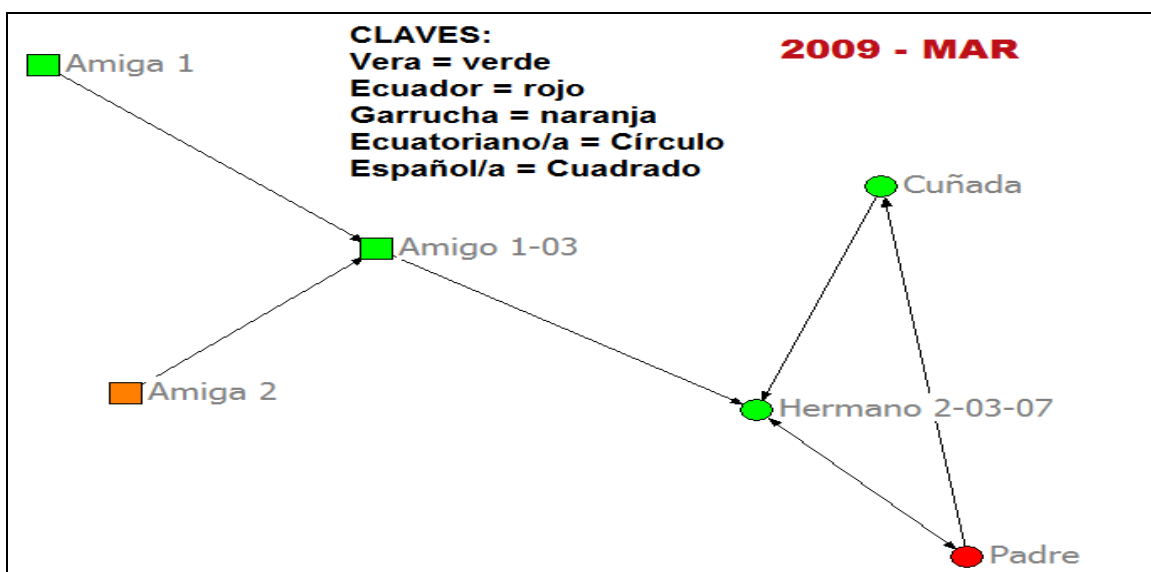 CLAVES:
Vera = verde
Ecuador = rojo
Garrucha = naranja
Ecuatoriano/a = Círculo
Español/a = Cuadrado
2009 - MAR
Amiga 1
Cuñada
Amigo 1-03
Amiga 2
Hermano 2-03-07
Padre